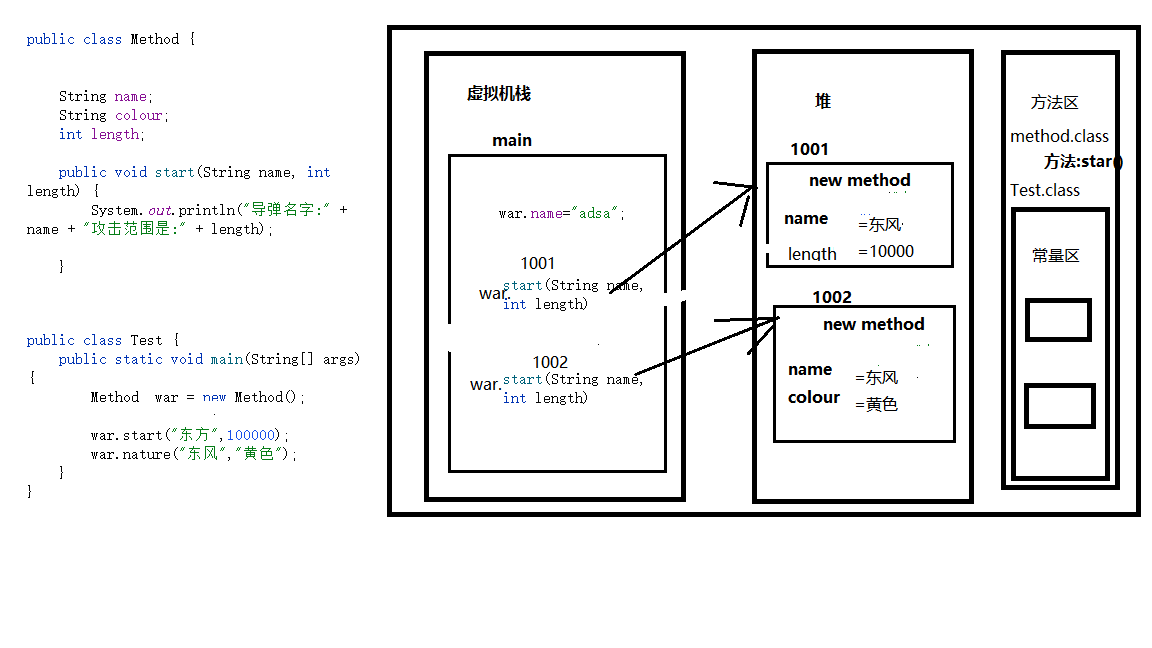 public class Method {
String name;
String colour;
int length;
public void start(String name, int
length) {
System.out.println("导弹名字:" +
name + "攻击范围是:" + length);
}
public class Test {
public static void main(String[] args)
{
Method war = new Method();
war.start("东方",100000);
war.nature("东风","黄色");
}
}
虚拟机栈
main
war.name="adsa";
1001
war.
start(String name,
int length)
1002
war.
start(String name,
int length)
堆
1001
new method
name
=东风
length
=10000
1002
new method
name
=东风
colour
=黄色
方法区
method.class
方法:star()
Test.class
常量区